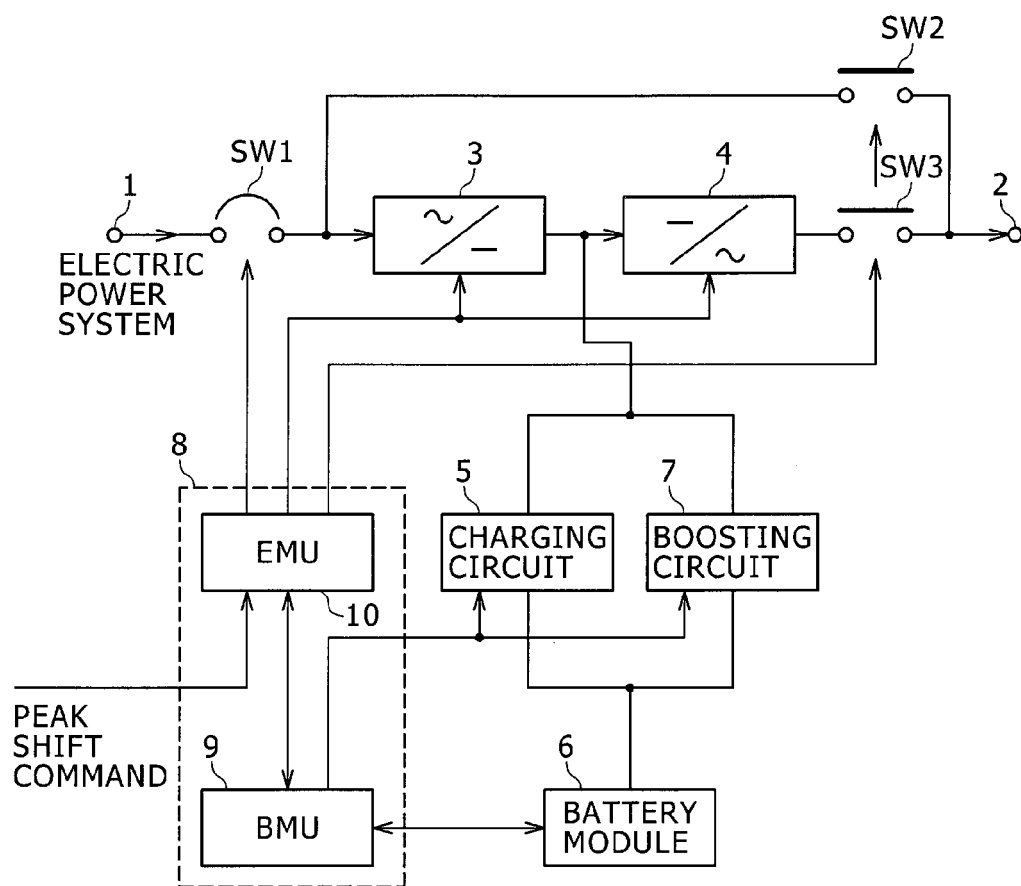 SW2
SW1
3
4
SW3
1
2
~
—
—
~
ELECTRIC
POWER
SYSTEM
8
5
7
EMU
CHARGING
CIRCUIT
BOOSTING
CIRCUIT
10
PEAK
SHIFT
COMMAND
9
6
BMU
BATTERY
MODULE